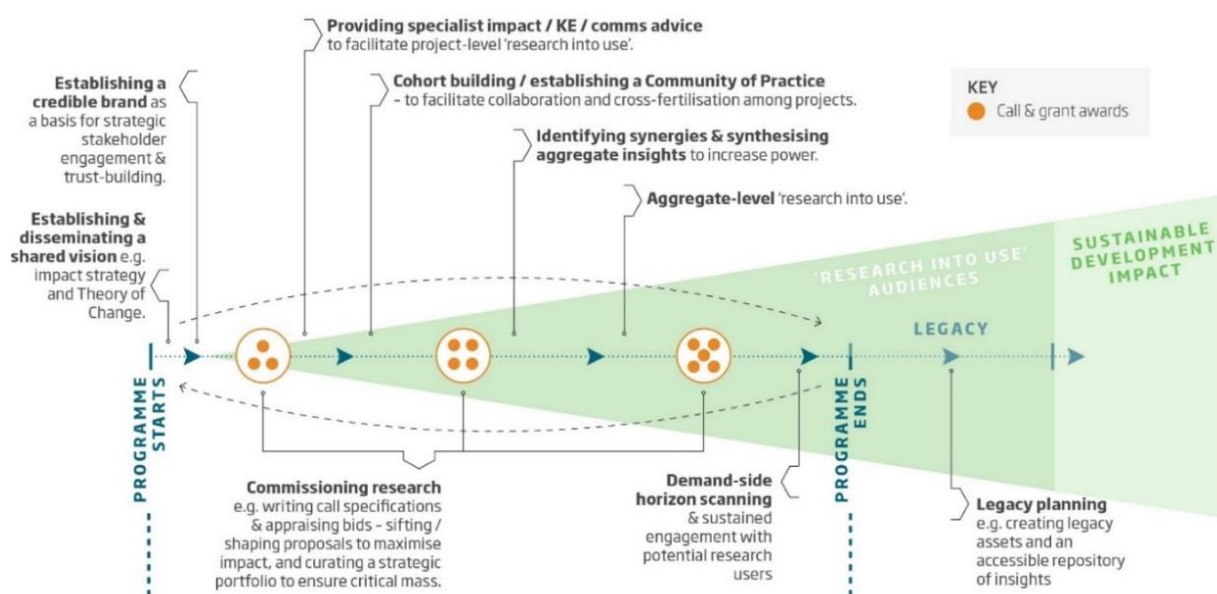 Providing specialist impact / KE / comms advice
to facilitate project-level 'research into use'.
Establishing a
credible brand as
a basis for strategic
stakeholder
engagement &
trust-building.
Cohort building / establishing a Community of Practice
– to facilitate collaboration and cross-fertilisation among projects.
KEY
Call & grant awards
Identifying synergies & synthesising
aggregate insights to increase power.
Aggregate-level 'research into use'.
Establishing &
disseminating a
shared vision e.g.
impact strategy
and Theory of
Change.
'RESEARCH INTO USE'
AUDIENCES
SUSTAINABLE
DEVELOPMENT
IMPACT
LEGACY
PROGRAMME
STARTS
PROGRAMME
ENDS
Commissioning research
e.g. writing call specifications
& appraising bids – sifting /
shaping proposals to maximise
impact, and curating a strategic
portfolio to ensure critical mass.
Demand-side
horizon scanning
& sustained
engagement with
potential research
users
Legacy planning
e.g. creating legacy
assets and an
accessible repository
of insights